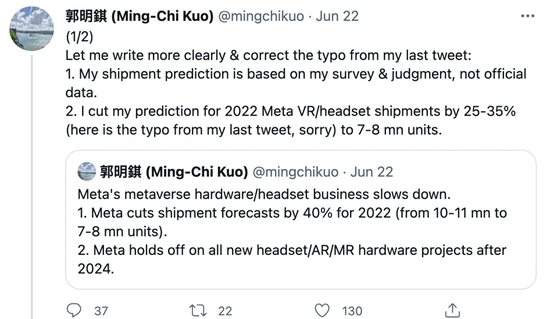 郭明錤 (Ming-Chi Kuo) @mingchikuo · Jun 22
(1/2)
Let me write more clearly & correct the typo from my last tweet:
1. My shipment prediction is based on my survey & judgment, not official
data.
2. I cut my prediction for 2022 Meta VR/headset shipments by 25-35%
(here is the typo from my last tweet, sorry) to 7-8 mn units.
郭明錤 (Ming-Chi Kuo) @mingchikuo · Jun 22
Meta's metaverse hardware/headset business slows down.
1. Meta cuts shipment forecasts by 40% for 2022 (from 10-11 mn to
7-8 mn units).
2. Meta holds off on all new headset/AR/MR hardware projects after
2024.
37 22 130